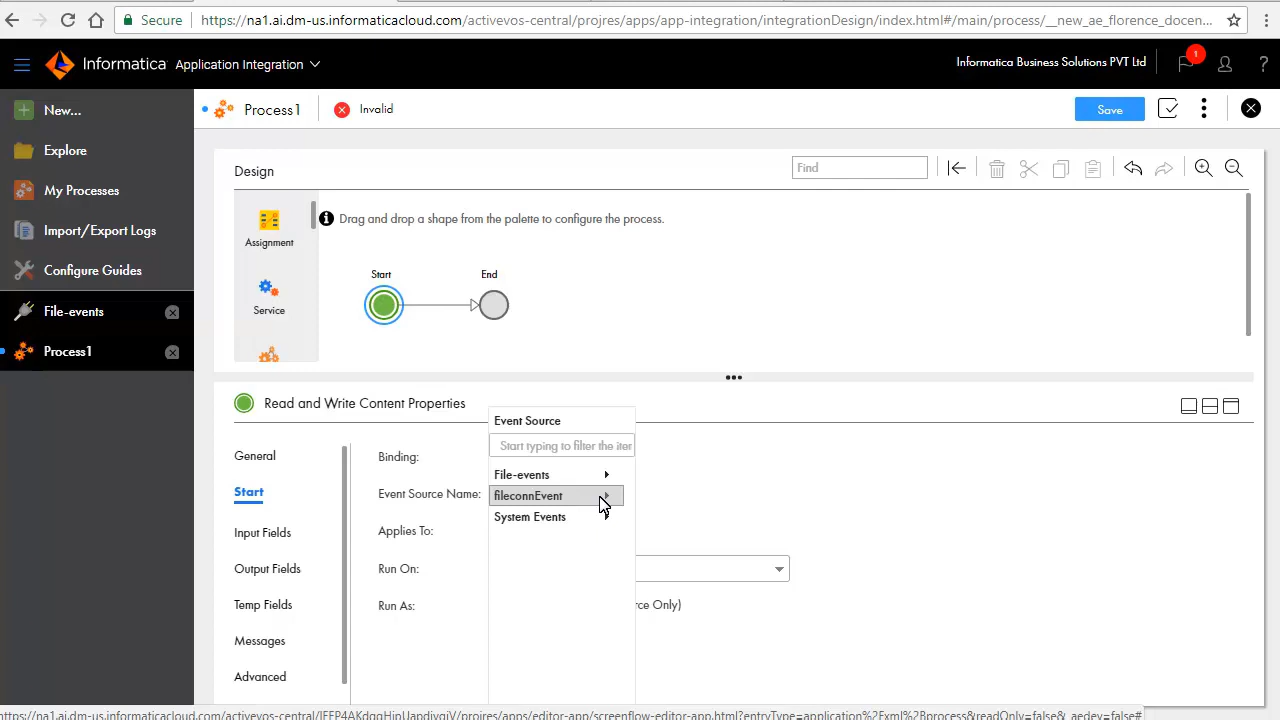 Secure https://na1.ai.dm-us.informaticacloud.com/activevos-central/projres/apps/app-integration/integrationDesign/index.html#/main/process/__new_ae_florence_docen...
Informatica Application Integration
Informatica Business Solutions PVT Ltd
1
?
New...
Explore
My Processes
Import/Export Logs
Configure Guides
File-events
Process1
Process1
Invalid
Save
Design
Find
Assignment
Service
Drag and drop a shape from the palette to configure the process.
Start
End
Read and Write Content Properties
General
Start
Input Fields
Output Fields
Temp Fields
Messages
Advanced
Binding:
Event Source Name:
Applies To:
Run On:
Run As:
Event Source
Start typing to filter the iter
File-events
fileconnEvent
System Events
rce Only)